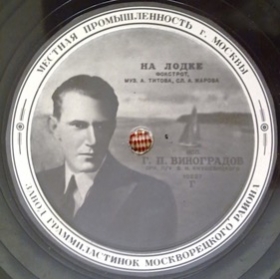 МЕСТНАЯ ПРОМЫШЛЕННОСТЬ г. МОСКВЫ
НА ЛОДКЕ
ФОКСТРОТ,
МУЗ. А. ТИТОВА, СЛ. А. ЖАРОВА
Г. П. ВИНОГРАДОВ
ЗАВОД ГРАММПЛАСТИНОК МОСКВОРЕЦКОГО РАЙОНА